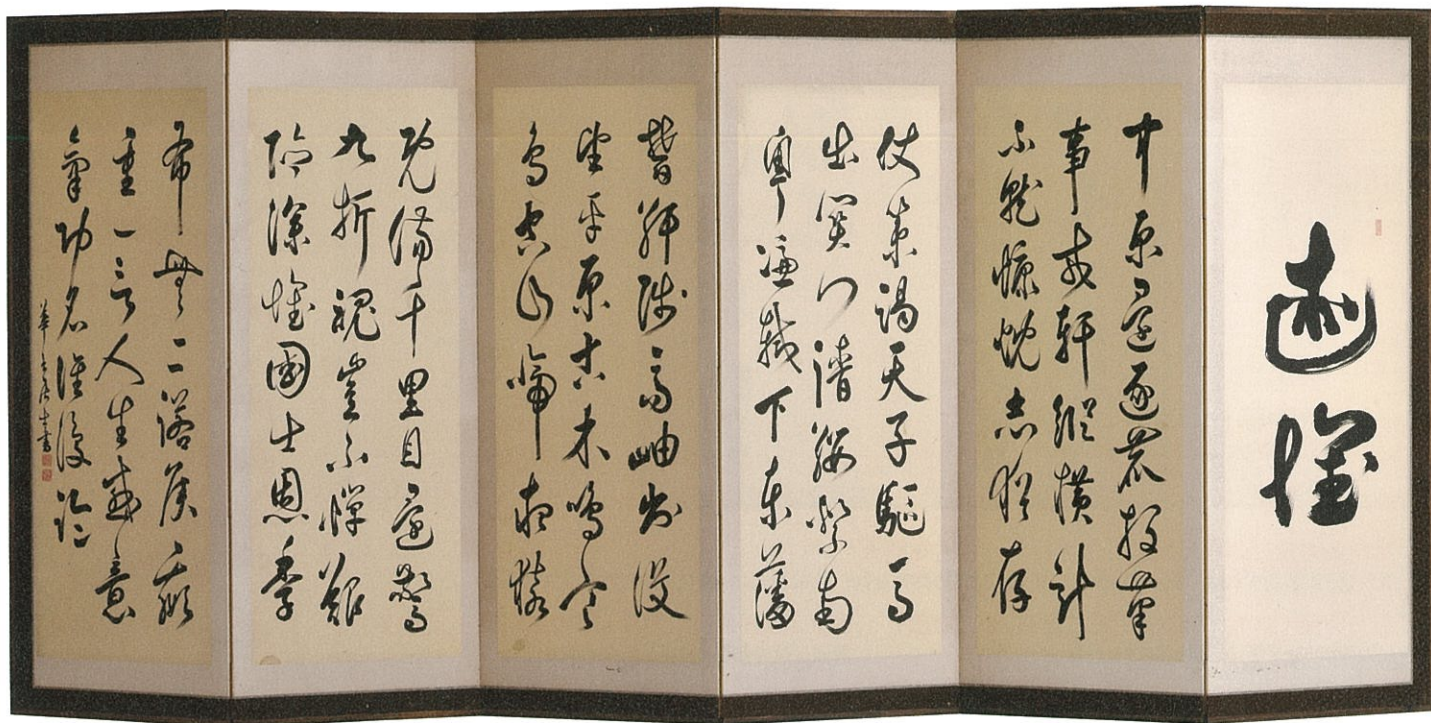 述懐
中原還逐鹿投筆
事戎軒縱橫計
不就慷慨志猶存
仗策謁天子驅馬
出關門請纓繫南
粤憑軾下東藩
鬱紆陟高岫出没
望平原古木鳴寒
鳥空山啼夜猿
既傷千里目還驚
九折魂豈不憚艱
險深懐國士恩季
布無二諾侯嬴
重一言人生感意
氣功名誰復論